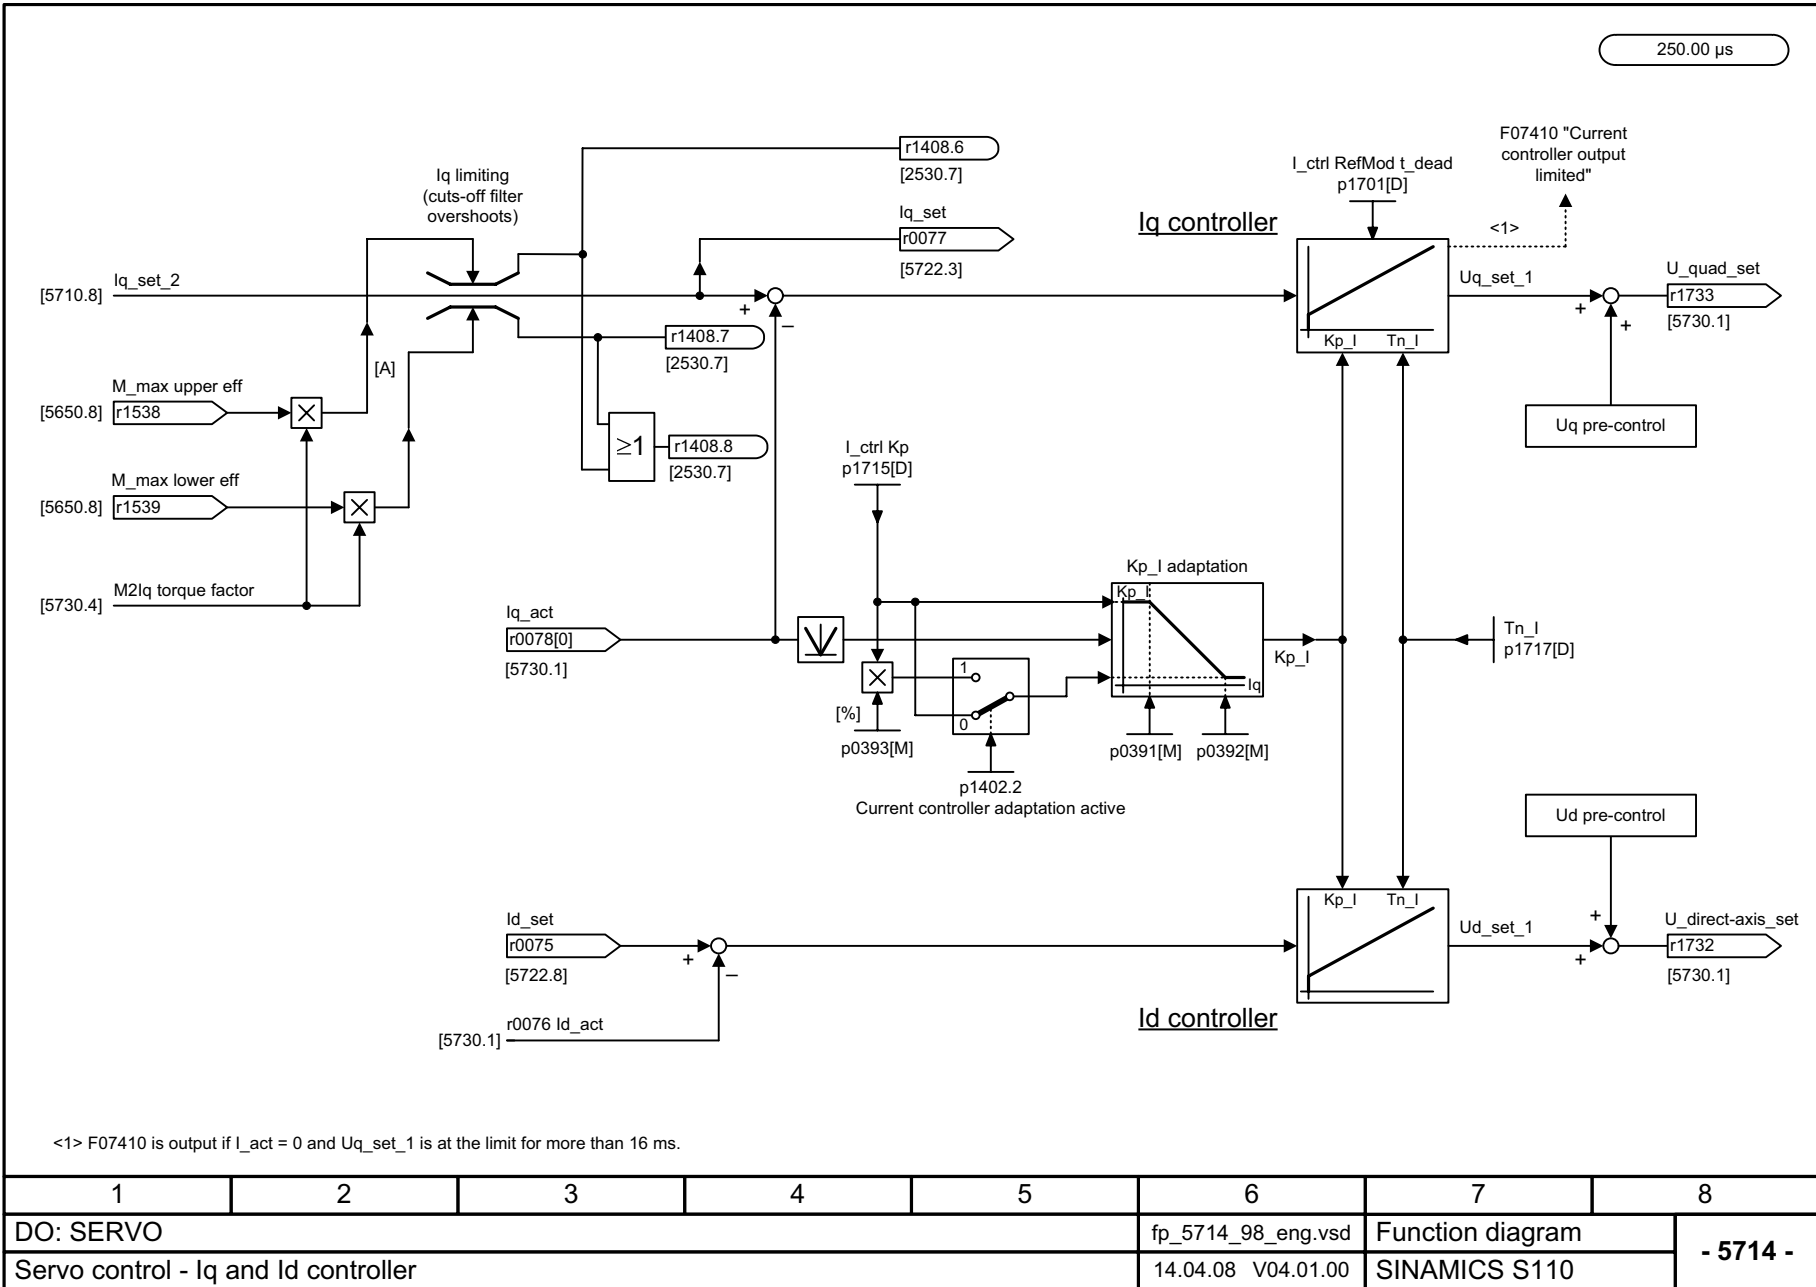 250.00 µs
F07410 "Current
controller output
limited"
I_ctrl RefMod t_dead
p1701[D]
<1>
r1408.6
[2530.7]
Iq limiting
(cuts-off filter
overshoots)
Iq_set
r0077
[5722.3]
Iq controller
[5710.8]
Iq_set_2
+
–
Kp_I
Tn_I
Uq_set_1
+
+
U_quad_set
r1733
[5730.1]
r1408.7
[2530.7]
[A]
M_max upper eff
[5650.8]
r1538
Uq pre-control
≥1
r1408.8
[2530.7]
I_ctrl Kp
p1715[D]
M_max lower eff
[5650.8]
r1539
M2Iq torque factor
[5730.4]
Kp_I adaptation
Kp_I
Iq
Iq_act
r0078[0]
[5730.1]
Kp_I
Tn_I
p1717[D]
1
0
[%]
p0393[M]
p0391[M]
p0392[M]
p1402.2
Current controller adaptation active
Ud pre-control
Id_set
r0075
[5722.8]
+
–
Kp_I
Tn_I
Ud_set_1
+
+
U_direct-axis_set
r1732
[5730.1]
r0076 Id_act
[5730.1]
Id controller
<1> F07410 is output if I_act = 0 and Uq_set_1 is at the limit for more than 16 ms.
1
2
3
4
5
6
7
8
DO: SERVO
fp_5714_98_eng.vsd
Function diagram
- 5714 -
Servo control - Iq and Id controller
14.04.08 V04.01.00
SINAMICS S110